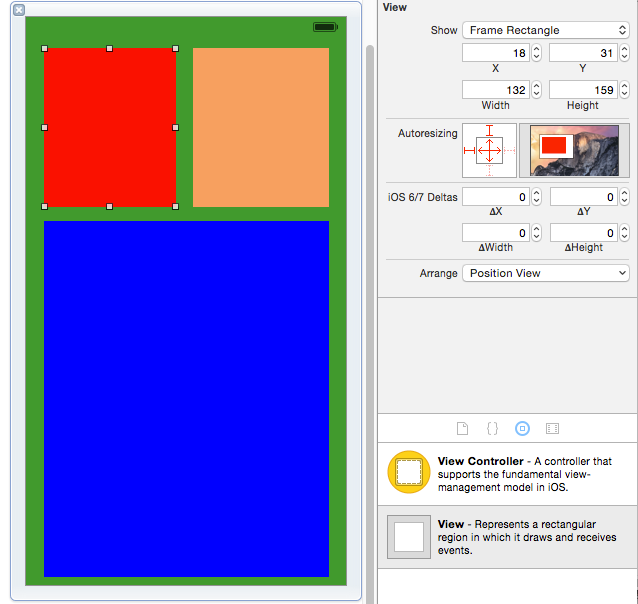 View
Show Frame Rectangle
18 31
X Y
132 159
Width Height
Autoresizing
iOS 6/7 Deltas 0 0
ΔX ΔY
0 0
ΔWidth ΔHeight
Arrange Position View
{}
View Controller - A controller that
supports the fundamental view-
management model in iOS.
View - Represents a rectangular
region in which it draws and receives
events.